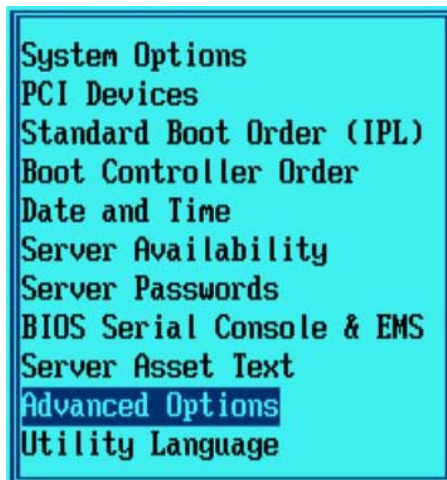 System Options
PCI Devices
Standard Boot Order (IPL)
Boot Controller Order
Date and Time
Server Availability
Server Passwords
BIOS Serial Console & EMS
Server Asset Text
Advanced Options
Utility Language